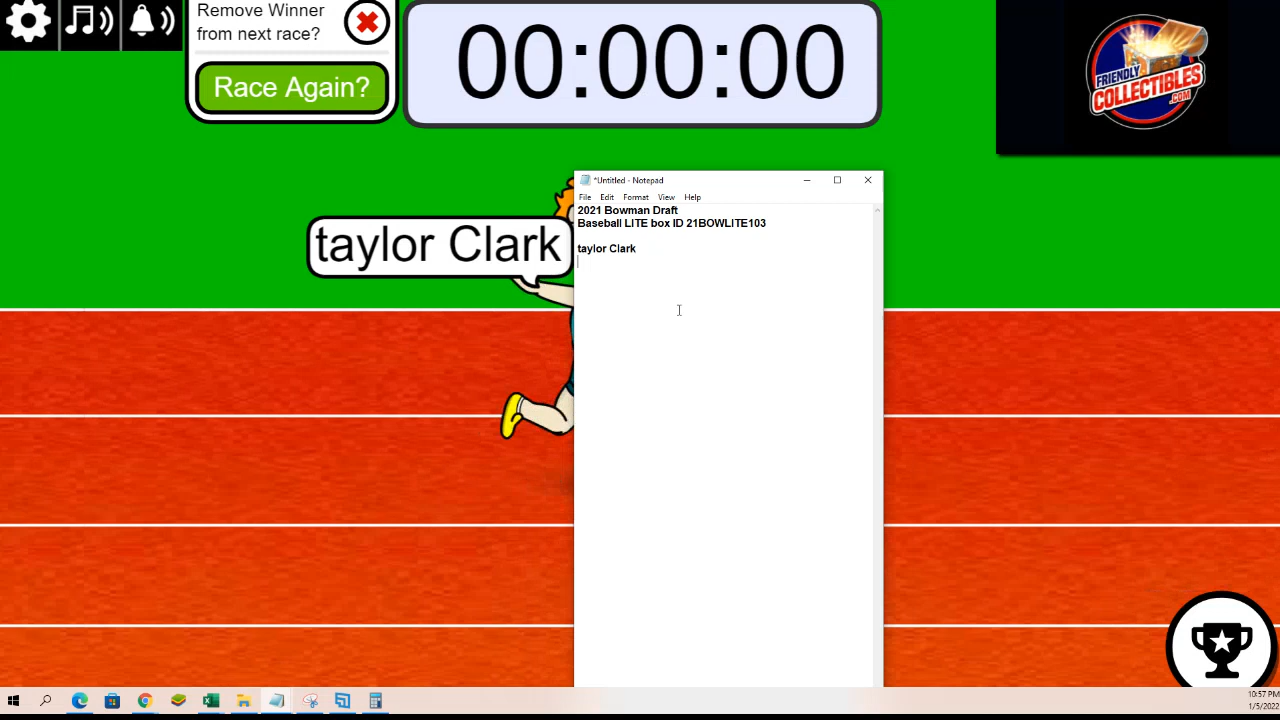 Remove Winner
from next race?
Race Again?
00:00:00
FRIENDLY
COLLECTIBLES
.COM
*Untitled - Notepad
File Edit Format View Help
2021 Bowman Draft
Baseball LITE box ID 21BOWLITE103
taylor Clark
taylor Clark
10:57 PM
1/5/2022